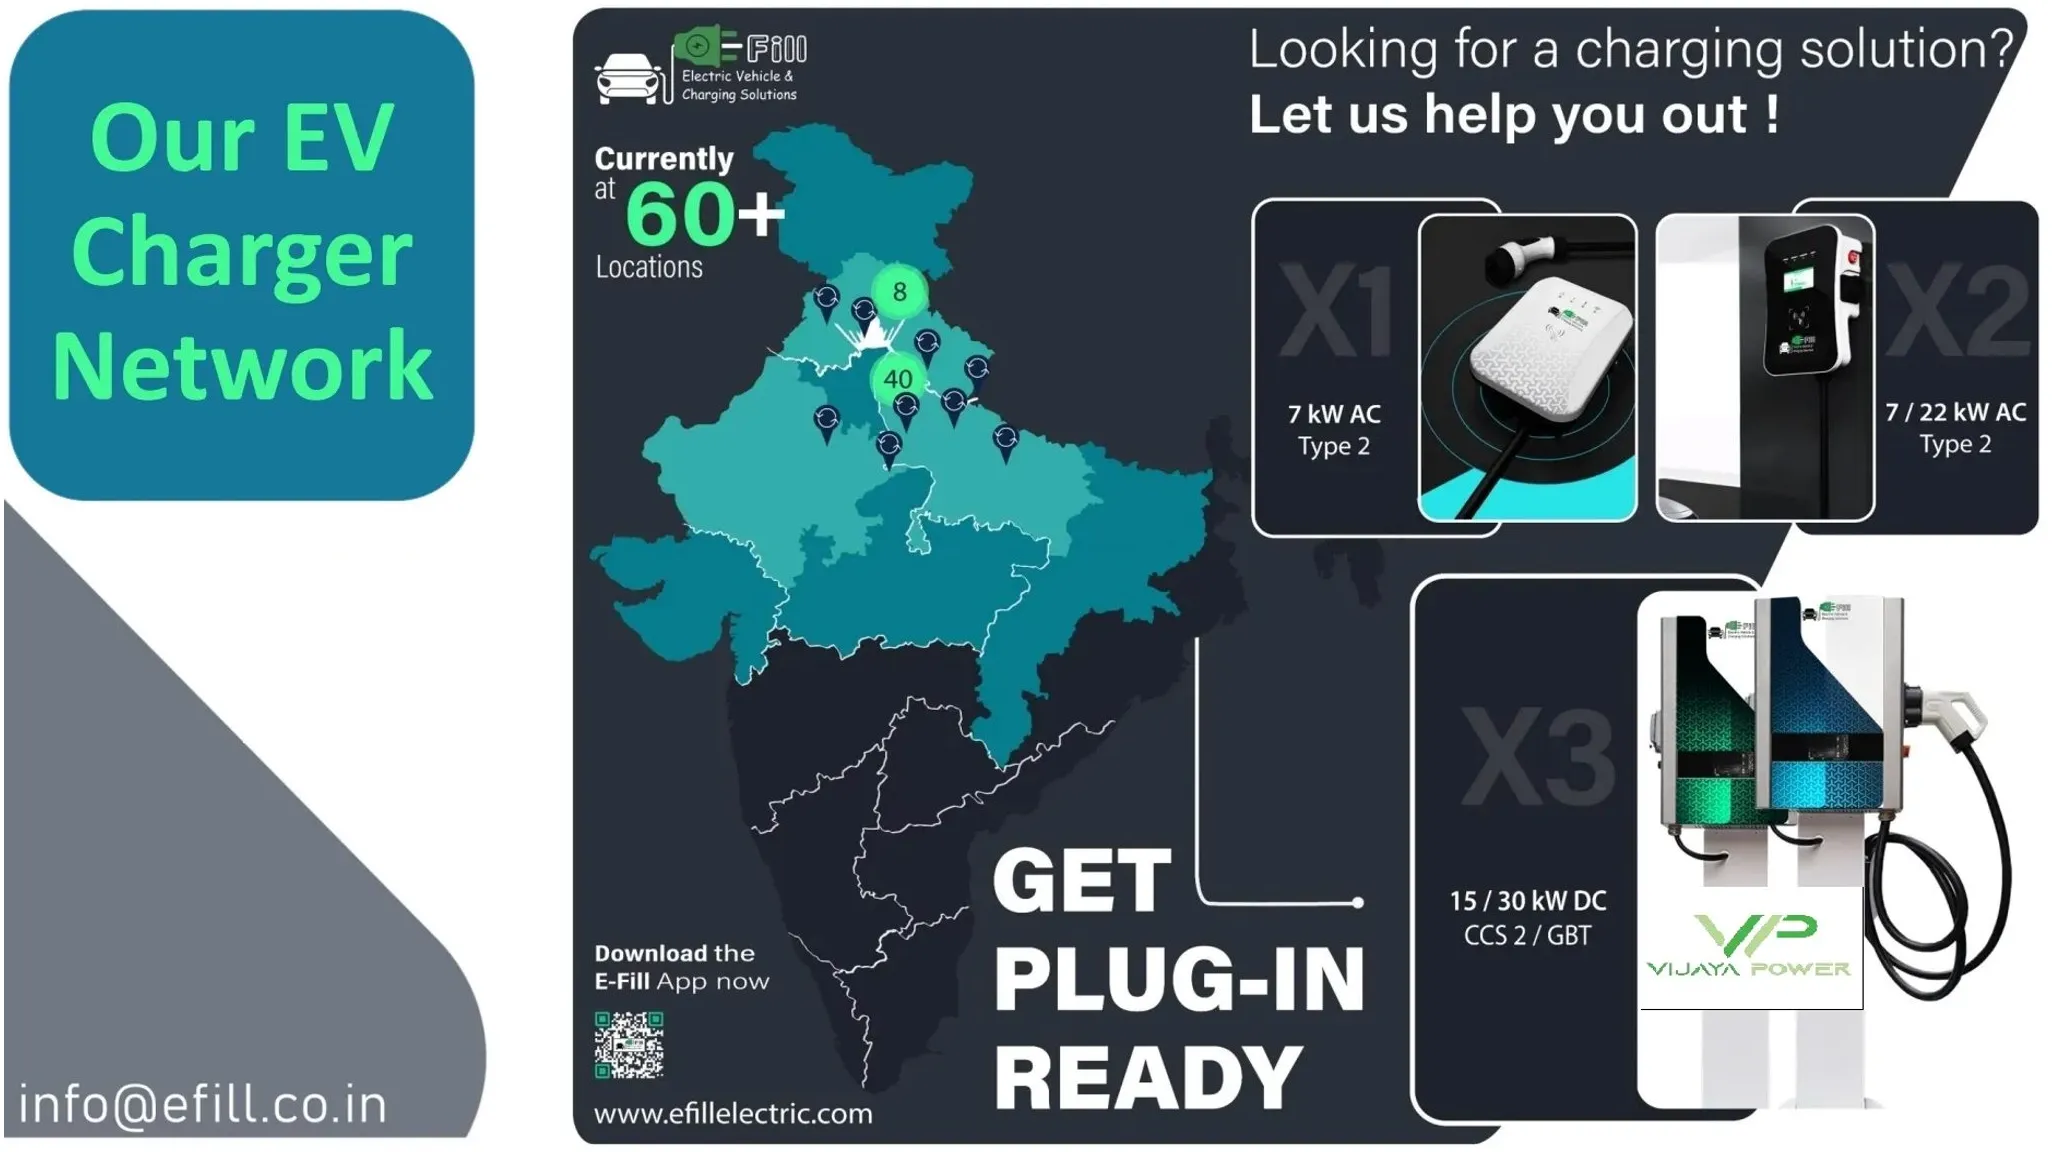 Our EV
Charger
Network
info@efill.co.in
E-Fill
Electric Vehicle &
Charging Solutions
Currently
at
60+
Locations
8
40
Download the
E-Fill App now
www.efillelectric.com
GET
PLUG-IN
READY
Looking for a charging solution?
Let us help you out !
X1
7 kW AC
Type 2
X2
7 / 22 kW AC
Type 2
X3
15 / 30 kW DC
CCS 2 / GBT
VP
VIJAYA POWER